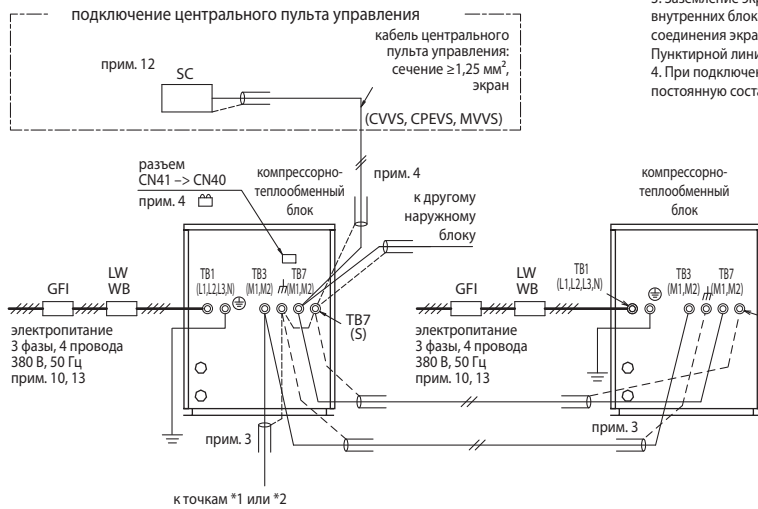 подключение центрального пульта управления
прим. 12
SC
кабель центрального
пульта управления:
сечение ≥1,25 мм²,
экран
(CVVS, CPEVS, MVVS)
3. Заземление
внутренних блок
соединения экра
Пунктирной лини
4. При подключен
постоянную соста
разъем
CN41 –> CN40
прим. 4
компрессорно-
теплообменный
блок
прим. 4
к другому
наружному
блоку
компрессорно-
теплообменный
блок
GFI
LW
WB
TB1
(L1,L2,L3,N)
TB3
(M1,M2)
TB7
(M1,M2)
TB7
(S)
электропитание
3 фазы, 4 провода
380 В, 50 Гц
прим. 10, 13
GFI
LW
WB
TB1
(L1,L2,L3,N)
TB3
(M1,M2)
TB7
(M1,M2)
электропитание
3 фазы, 4 провода
380 В, 50 Гц
прим. 10, 13
прим. 3
прим. 3
к точкам *1 или *2